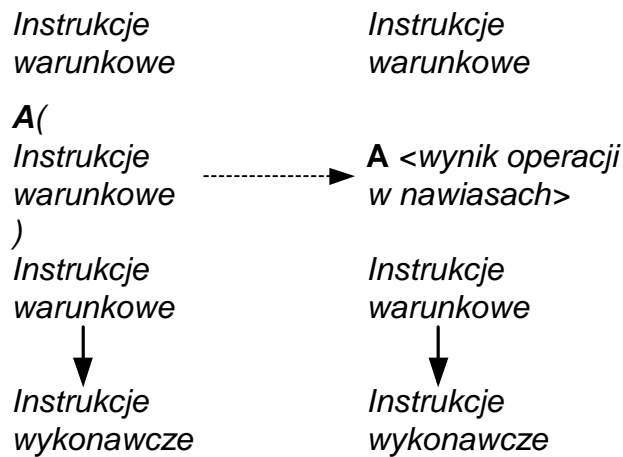 Instrukcje
warunkowe
A(
Instrukcje
warunkowe
)
Instrukcje
warunkowe
Instrukcje
wykonawcze
Instrukcje
warunkowe
A <wynik operacji
w nawiasach>
Instrukcje
warunkowe
Instrukcje
wykonawcze